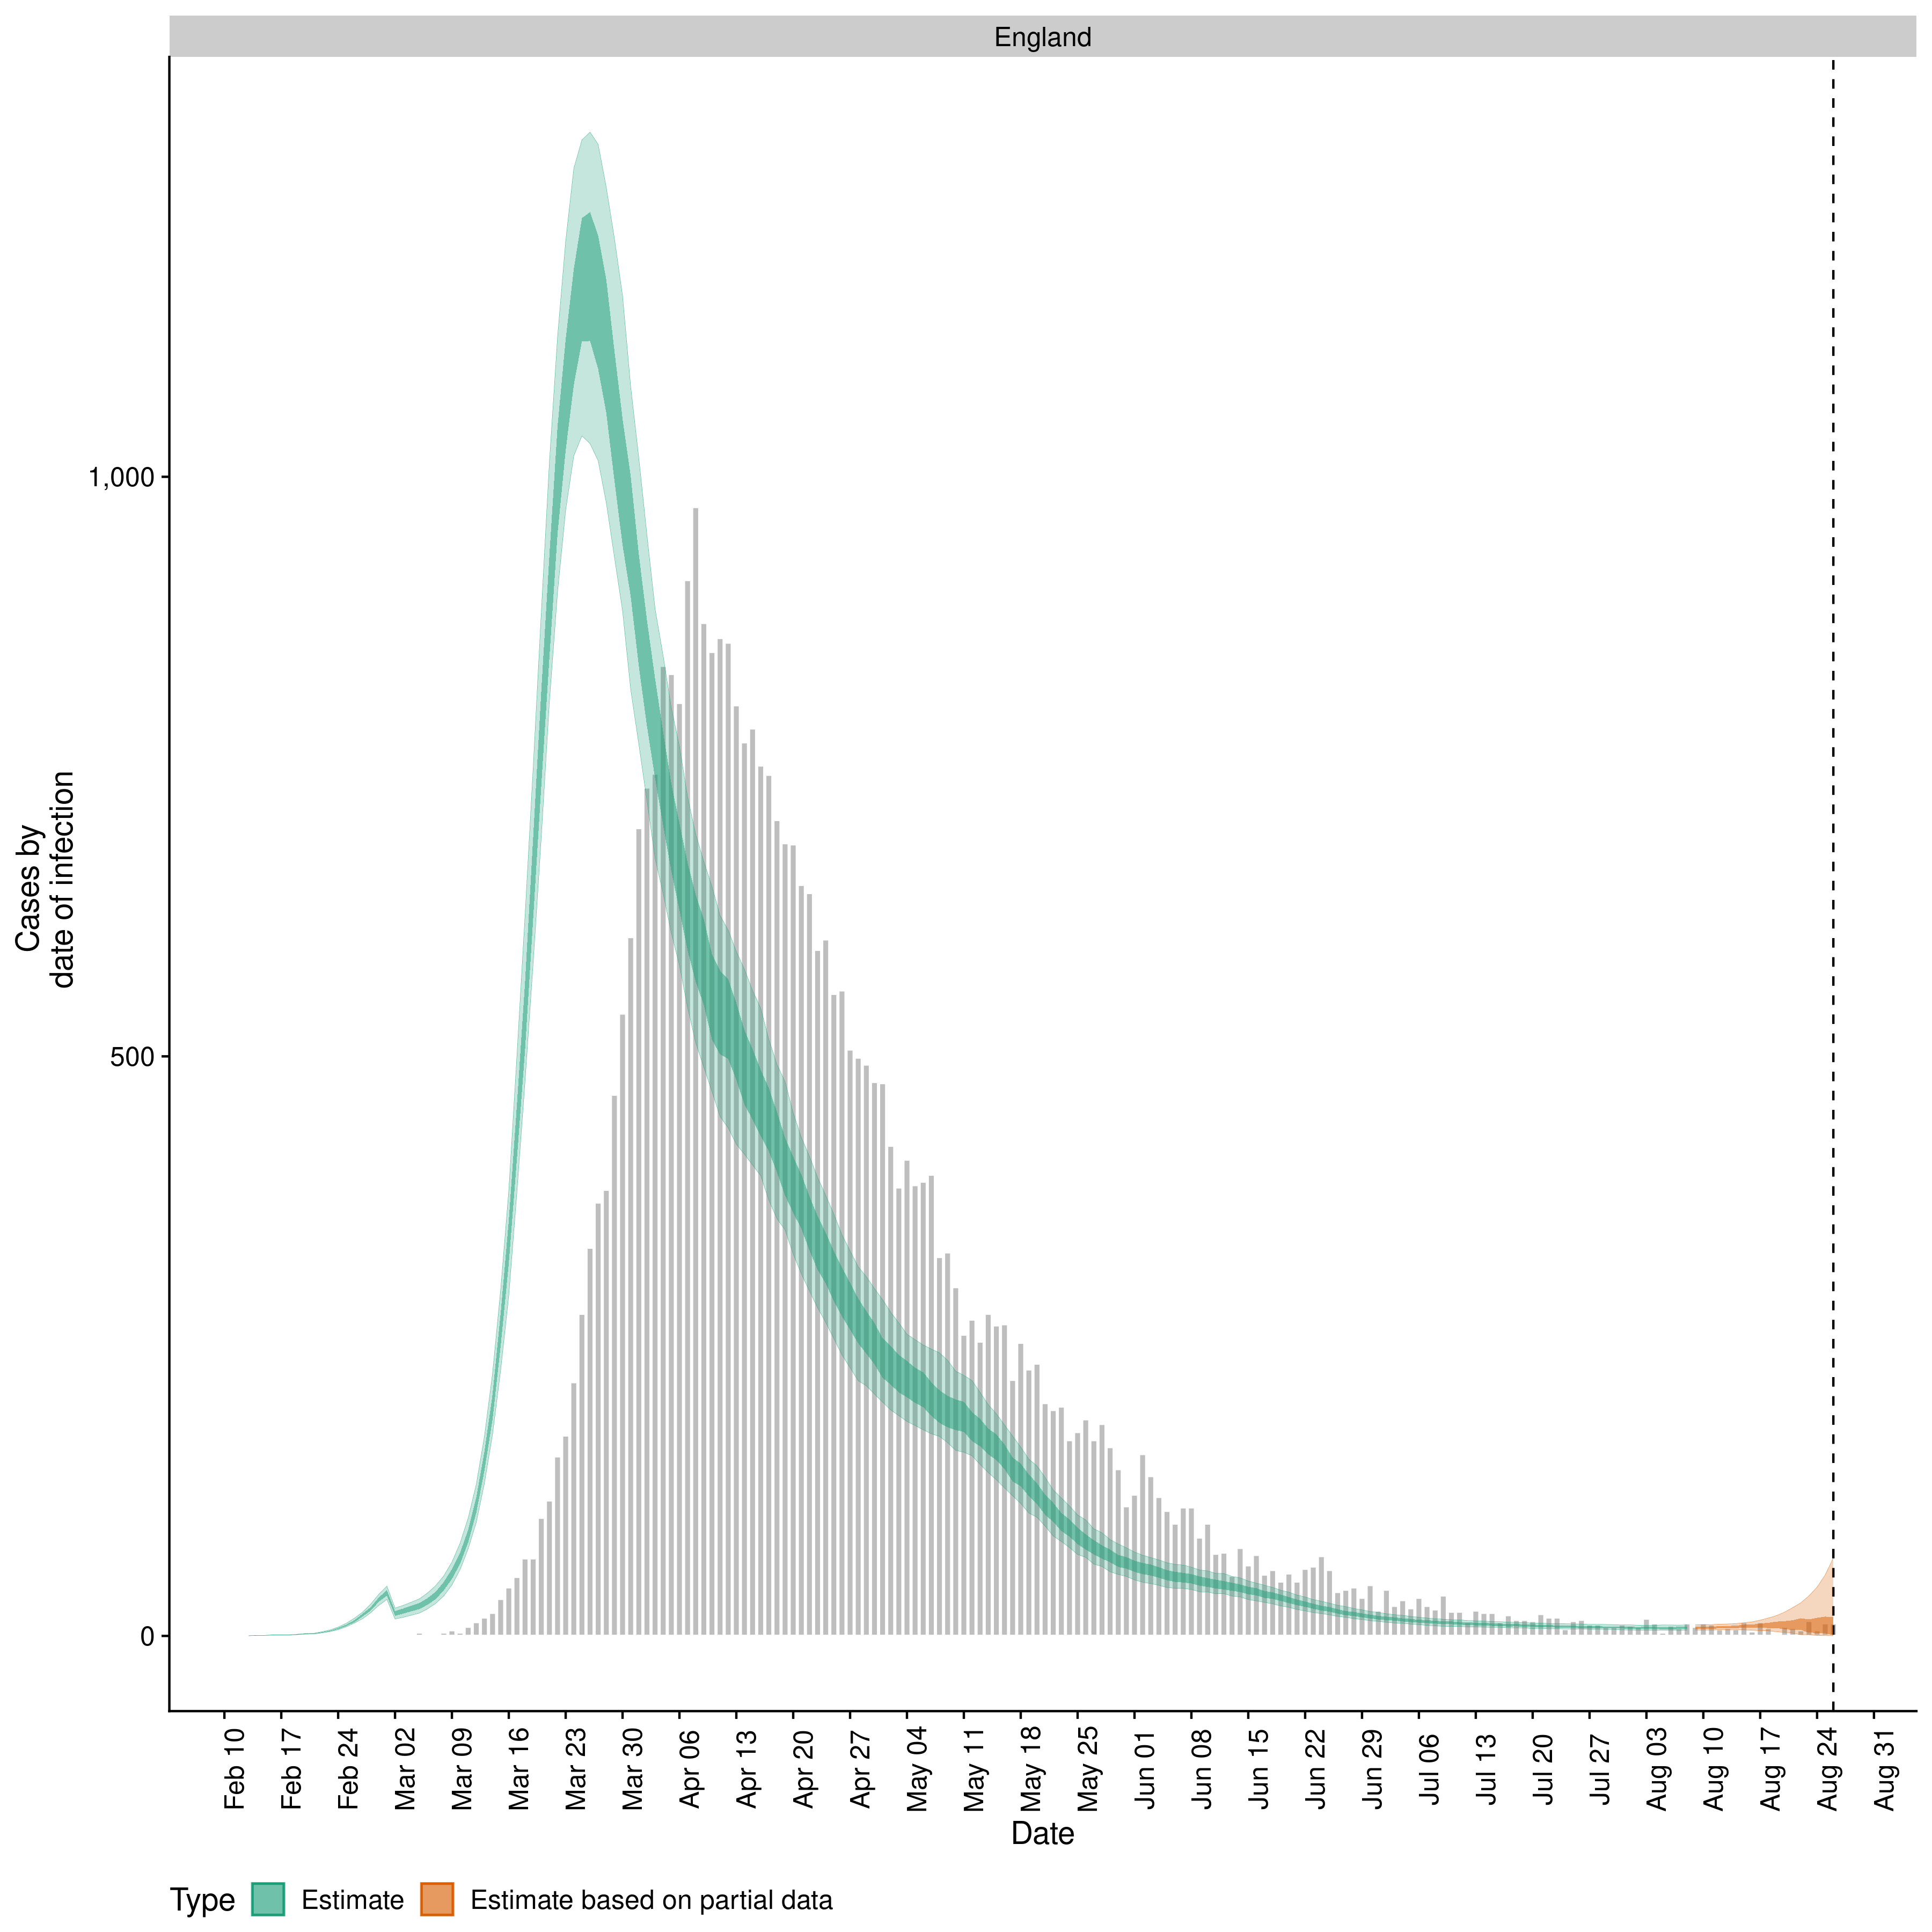 England
Cases by
date of infection
1,000
500
0
Feb 10
Feb 17
Feb 24
Mar 02
Mar 09
Mar 16
Mar 23
Mar 30
Apr 06
Apr 13
Apr 20
Apr 27
May 04
May 11
May 18
May 25
Jun 01
Jun 08
Jun 15
Jun 22
Jun 29
Jul 06
Jul 13
Jul 20
Jul 27
Aug 03
Aug 10
Aug 17
Aug 24
Aug 31
Date
Type Estimate Estimate based on partial data